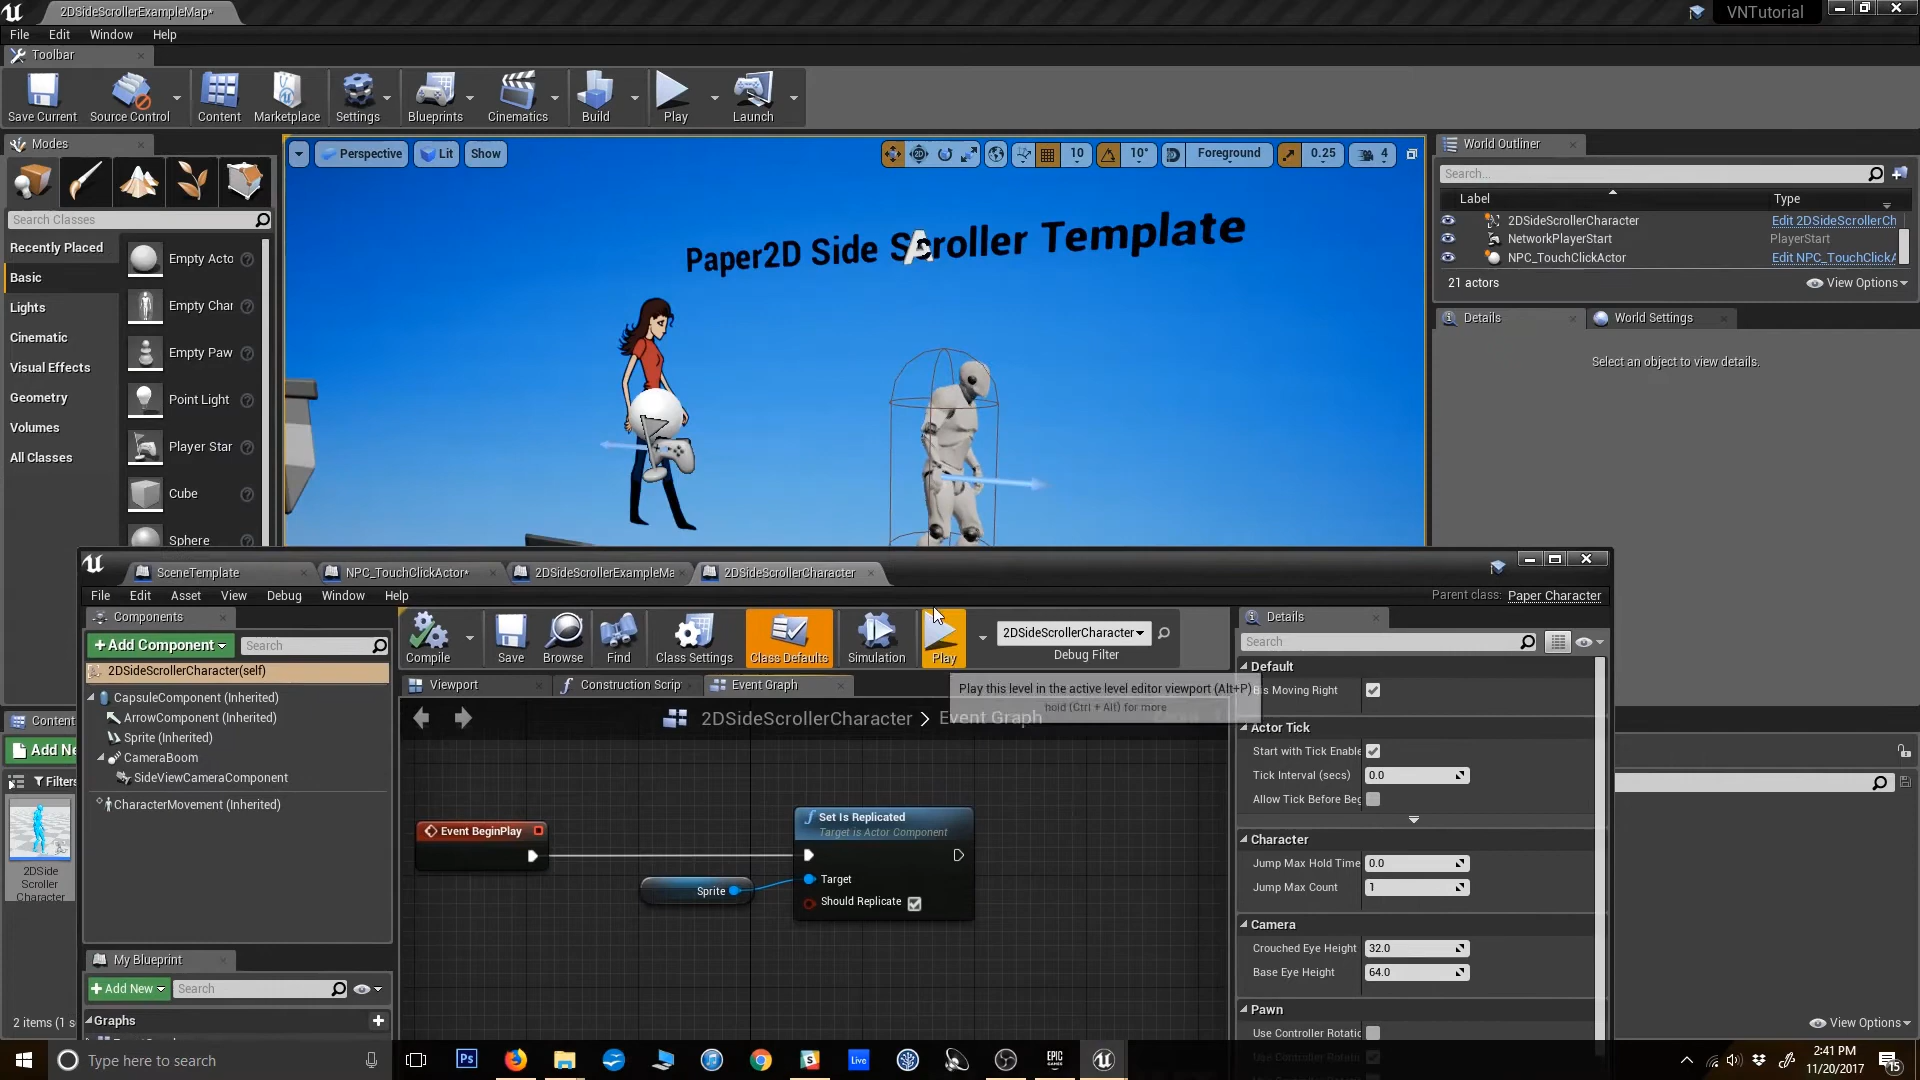 2DSideScrollerExampleMap*
VNTutorial
File Edit Window Help
Toolbar
Save Current
Source Control
Content
Marketplace
Settings
Blueprints
Cinematics
Build
Play
Launch
Modes
Search Classes
Recently Placed
Basic
Lights
Cinematic
Visual Effects
Geometry
Volumes
All Classes
Empty Acto
Empty Char
Empty Paw
Point Light
Player Star
Cube
Sphere
Perspective
Lit
Show
10
10°
Foreground
0.25
4
Paper2D Side Scroller Template
A
World Outliner
Search...
Label
Type
2DSideScrollerCharacter Edit 2DSideScrollerCh
NetworkPlayerStart PlayerStart
NPC_TouchClickActor Edit NPC_TouchClickA
21 actors
View Options
Details
World Settings
Select an object to view details.
SceneTemplate
NPC_TouchClickActor*
2DSideScrollerExampleMa
2DSideScrollerCharacter
File Edit Asset View Debug Window Help
Parent class: Paper Character
Components
Add Component
Search
2DSideScrollerCharacter(self)
CapsuleComponent (Inherited)
ArrowComponent (Inherited)
Sprite (Inherited)
CameraBoom
SideViewCameraComponent
CharacterMovement (Inherited)
My Blueprint
Add New
Search
Graphs
Compile
Save
Browse
Find
Class Settings
Class Defaults
Simulation
Play
2DSideScrollerCharacter
Debug Filter
Viewport
Construction Scrip
Event Graph
Play this level in the active level editor viewport (Alt+P)
hold (Ctrl + Alt) for more
2DSideScrollerCharacter > Event Graph
Event BeginPlay
Sprite
Set Is Replicated
Target is Actor Component
Target
Should Replicate
Details
Search
Default
Is Moving Right
Actor Tick
Start with Tick Enable
Tick Interval (secs) 0.0
Allow Tick Before Beg
Character
Jump Max Hold Time 0.0
Jump Max Count 1
Camera
Crouched Eye Height 32.0
Base Eye Height 64.0
Pawn
Use Controller Rotatic
Content
Add Ne
Filters
2DSide
Scroller
Character
2 items (1 s
View Options
Type here to search
Ps
Live
EPIC
GAMES
2:41 PM
11/20/2017
15